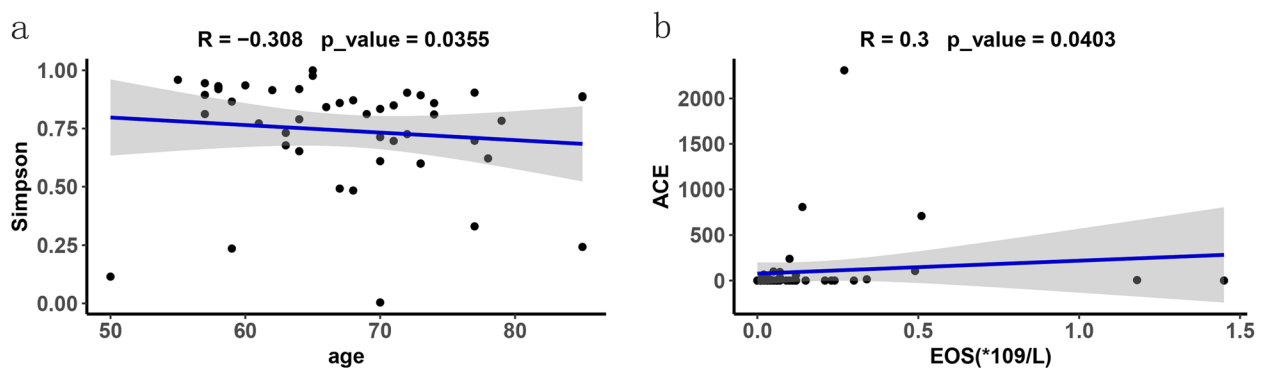 a
R = −0.308 p_value = 0.0355
1.00
0.75
0.50
0.25
0.00
Simpson
50 60 70 80
age
b
R = 0.3 p_value = 0.0403
2000
1500
1000
500
0
ACE
0.0 0.5 1.0 1.5
EOS(*109/L)